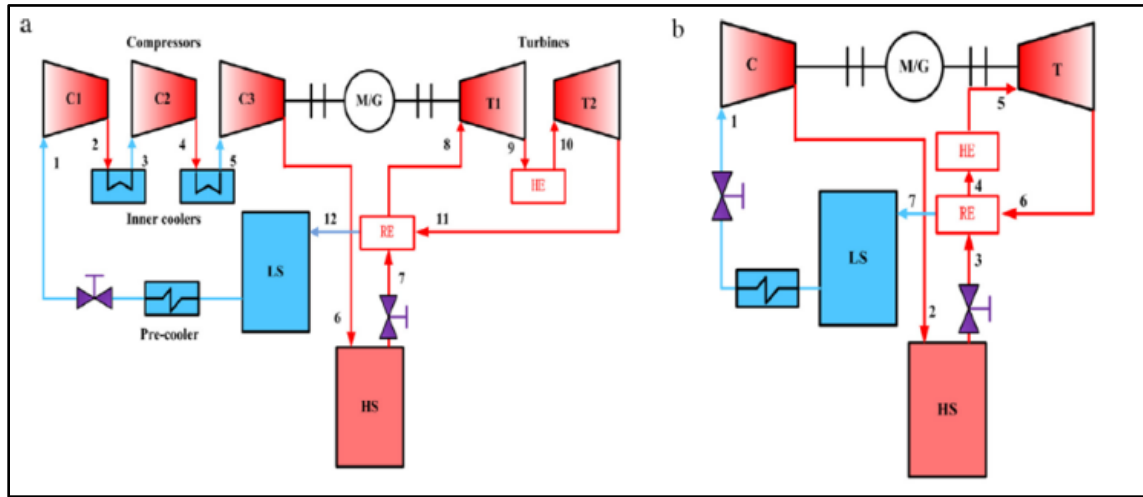 a
Compressors
Turbines
C1
C2
C3
M/G
T1
T2
1
2
3
4
5
8
9
10
HE
Inner coolers
12
RE
11
LS
7
6
Pre-cooler
HS
b
C
M/G
T
5
1
HE
4
7
RE
6
LS
3
2
HS